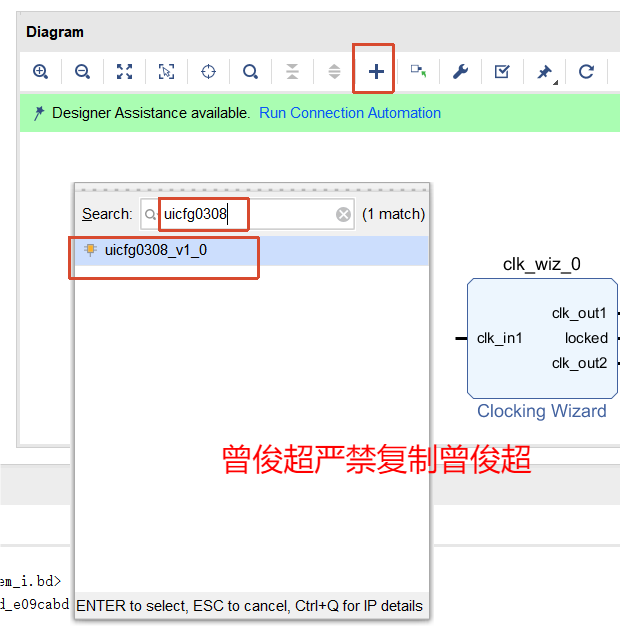 Diagram
Designer Assistance available. Run Connection Automation
Search: uicfg0308 (1 match)
uicfg0308_v1_0
clk_wiz_0
clk_out1
clk_in1 locked
clk_out2
Clocking Wizard
曾俊超严禁复制曾俊超
em_i.bd>
d_e09cabd
ENTER to select, ESC to cancel, Ctrl+Q for IP details